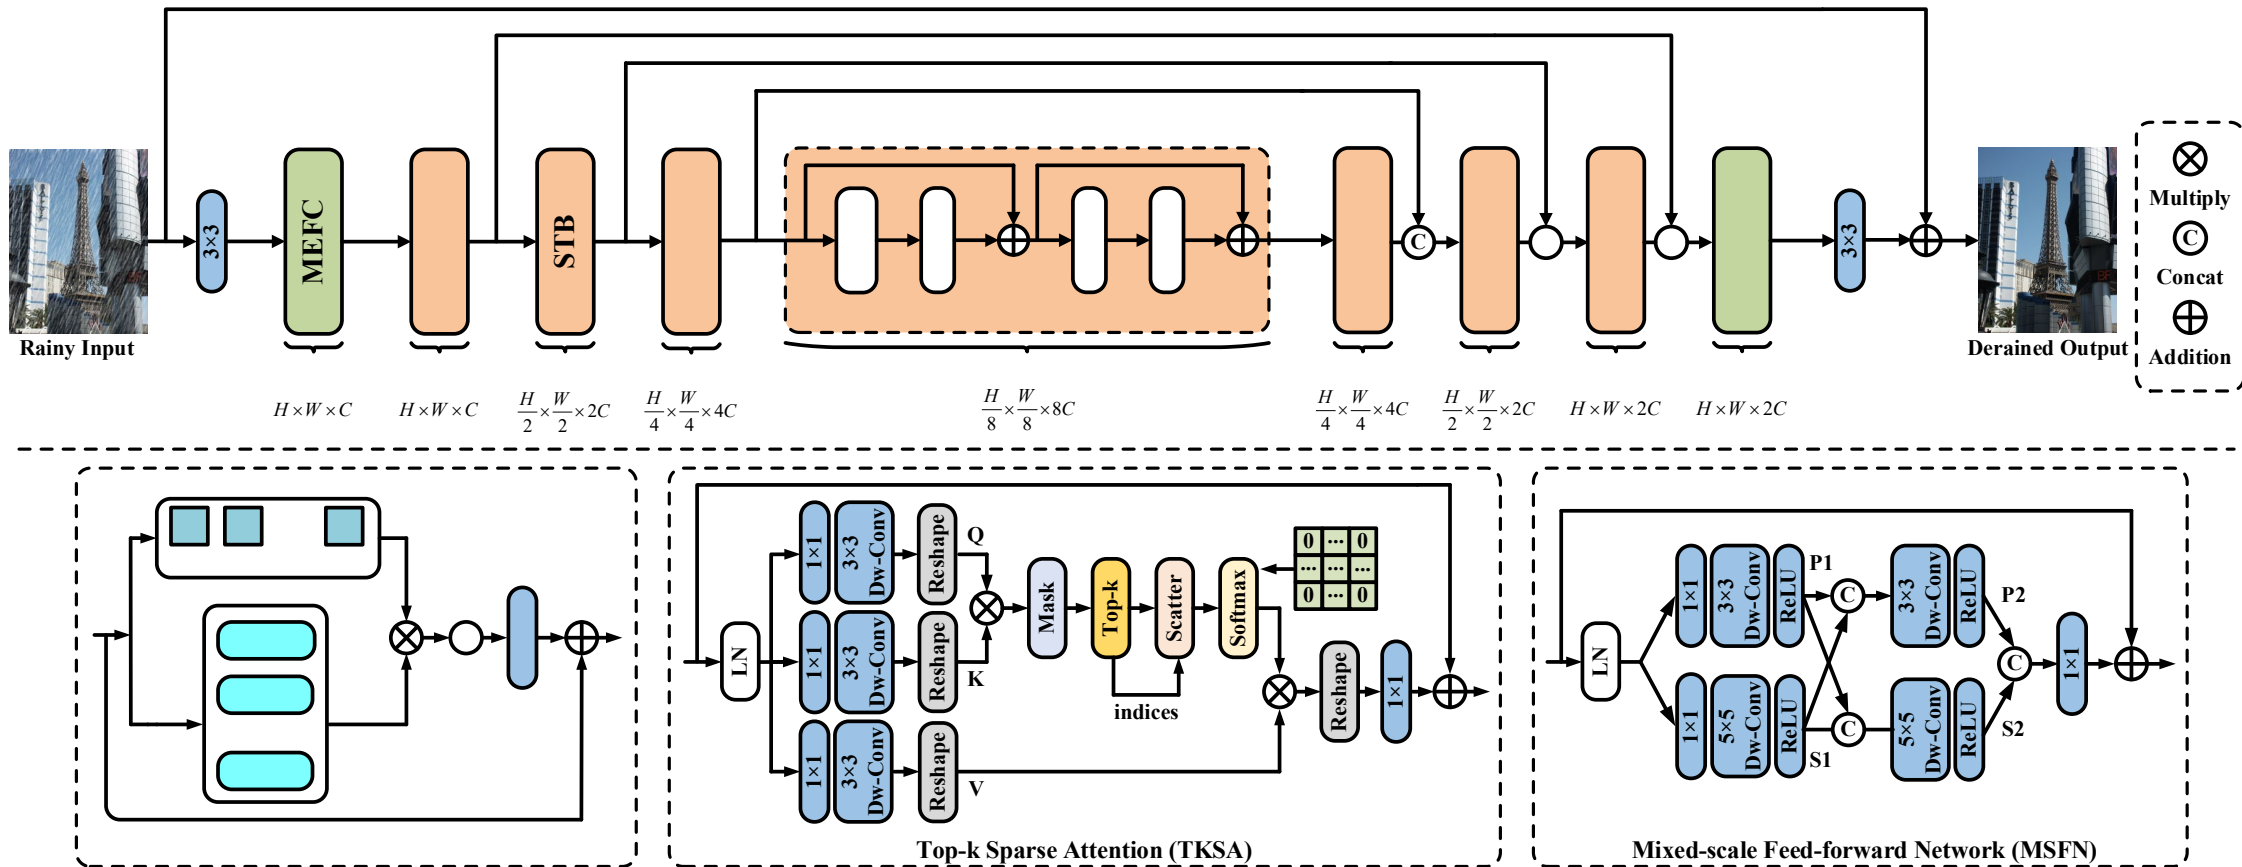 3×3
MEFC
STB
C
3×3
Rainy Input
Derained Output
Multiply
C
Concat
Addition
H×W×C
H×W×C
H/2×W/2×2C
H/4×W/4×4C
H/8×W/8×8C
H/4×W/4×4C
H/2×W/2×2C
H×W×2C
H×W×2C
LN
1×1
3×3
Dw-Conv
Reshape
Q
1×1
3×3
Dw-Conv
Reshape
K
1×1
3×3
Dw-Conv
Reshape
V
Mask
Top-k
indices
Scatter
Softmax
0 ... 0
... ... ...
0 ... 0
Reshape
1×1
Top-k Sparse Attention (TKSA)
LN
1×1
3×3
Dw-Conv
ReLU
P1
C
3×3
Dw-Conv
ReLU
P2
1×1
5×5
Dw-Conv
ReLU
S1
C
5×5
Dw-Conv
ReLU
S2
C
1×1
Mixed-scale Feed-forward Network (MSFN)